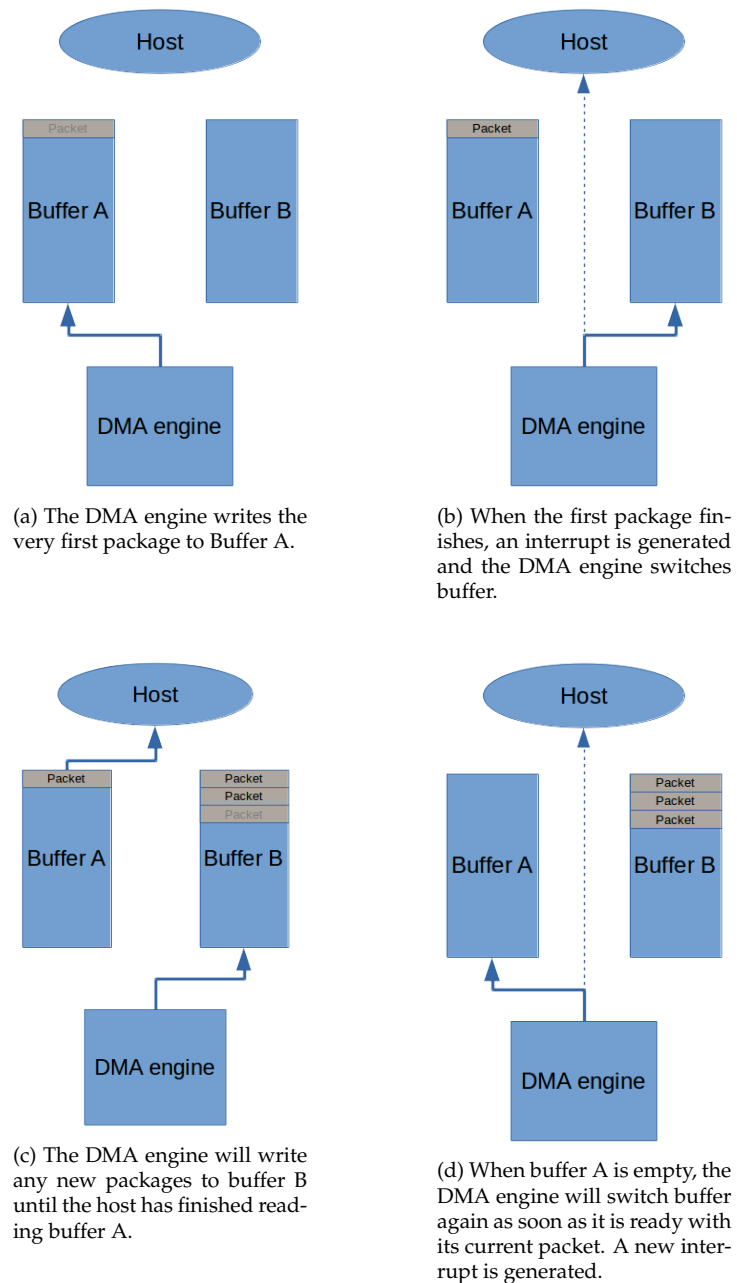 Host
Packet
Buffer A
Buffer B
DMA engine
(a) The DMA engine writes the
very first package to Buffer A.
Host
Packet
Buffer A
Buffer B
DMA engine
(b) When the first package fin-
ishes, an interrupt is generated
and the DMA engine switches
buffer.
Host
Packet
Buffer A
Packet
Packet
Packet
Buffer B
DMA engine
(c) The DMA engine will write
any new packages to buffer B
until the host has finished read-
ing buffer A.
Host
Buffer A
Packet
Packet
Packet
Buffer B
DMA engine
(d) When buffer A is empty, the
DMA engine will switch buffer
again as soon as it is ready with
its current packet. A new inter-
rupt is generated.